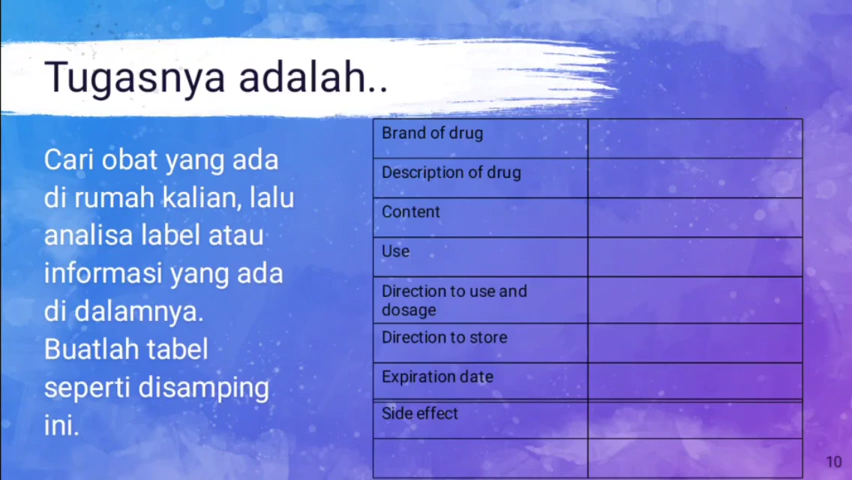 Tugasnya adalah..
Cari obat yang ada
di rumah kalian, lalu
analisa label atau
informasi yang ada
di dalamnya.
Buatlah tabel
seperti disamping
ini.
Brand of drug
Description of drug
Content
Use
Direction to use and
dosage
Direction to store
Expiration date
Side effect
10